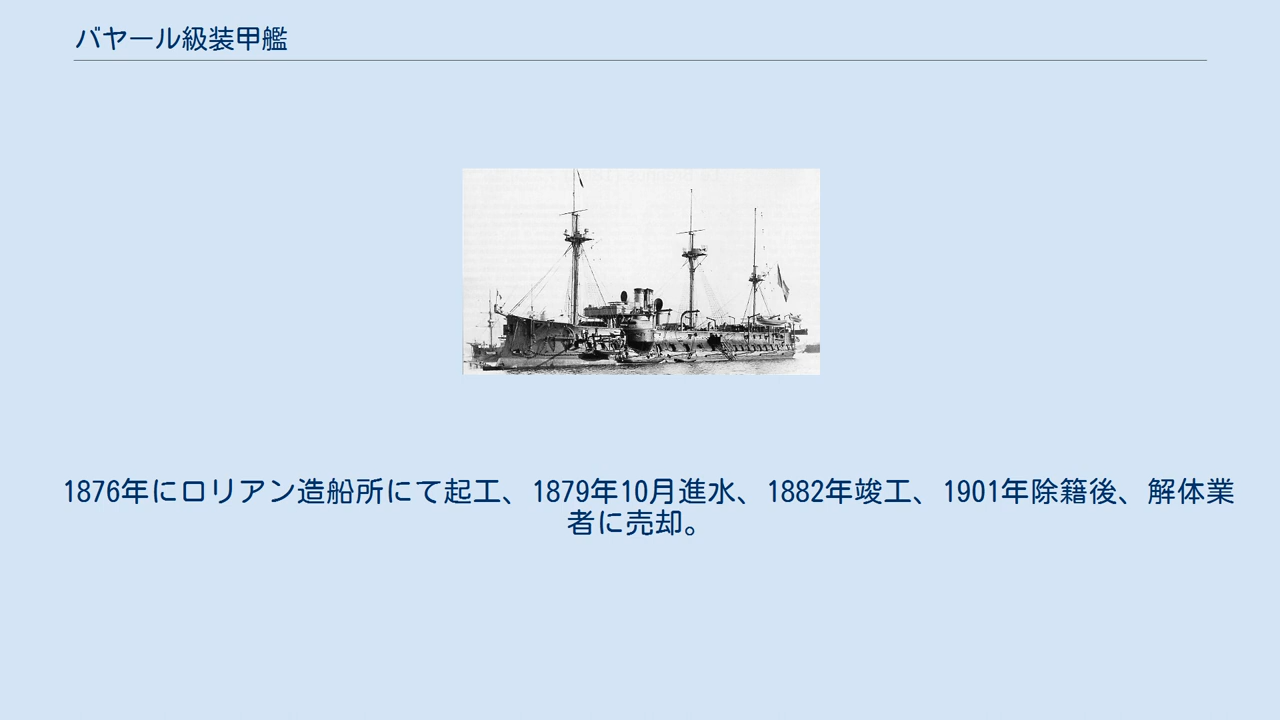 バヤール級装甲艦
1876年にロリアン造船所にて起工、1879年10月進水、1882年竣工、1901年除籍後、解体業
者に売却。